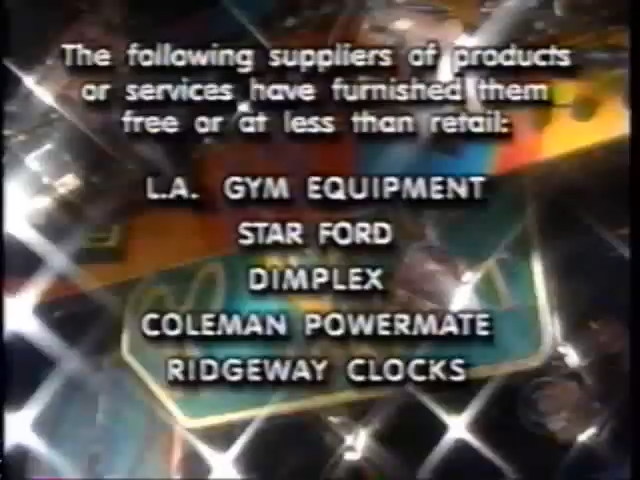 The following suppliers of products
or services have furnished them
free or at less than retail:
L.A. GYM EQUIPMENT
STAR FORD
DIMPLEX
COLEMAN POWERMATE
RIDGEWAY CLOCKS